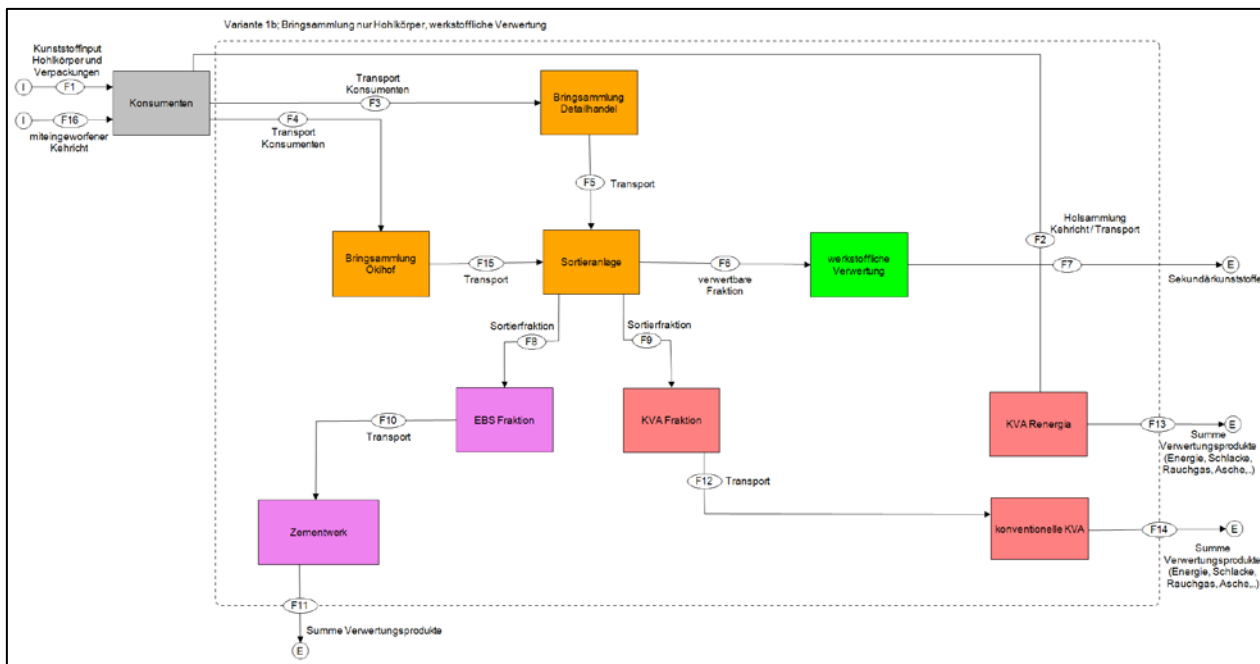 Variante 1b; Bringsammlung nur Hohlkörper, werkstoffliche Verwertung
Kunststoffinput
Hohlkörper und
Verpackungen
I
F1
Konsumenten
I
F16
miteingeworfener
Kehricht
Transport
Konsumenten
F3
F4
Transport
Konsumenten
Bringsammlung
Detailhandel
F5
Transport
Bringsammlung
Ökihof
F15
Transport
Sortieranlage
F6
verwertbare
Fraktion
werkstoffliche
Verwertung
Holsammlung
Kehricht / Transport
F2
F7
E
Sekundärkunststoffe
Sortierfraktion
F8
Sortierfraktion
F9
EBS Fraktion
F10
Transport
KVA Fraktion
F12
Transport
KVA Renergia
F13
E
Summe
Verwertungsprodukte
(Energie, Schlacke,
Rauchgas, Asche,..)
Zementwerk
konventionelle KVA
F14
E
Summe
Verwertungsprodukte
(Energie, Schlacke,
Rauchgas, Asche,..)
F11
Summe Verwertungsprodukte
E